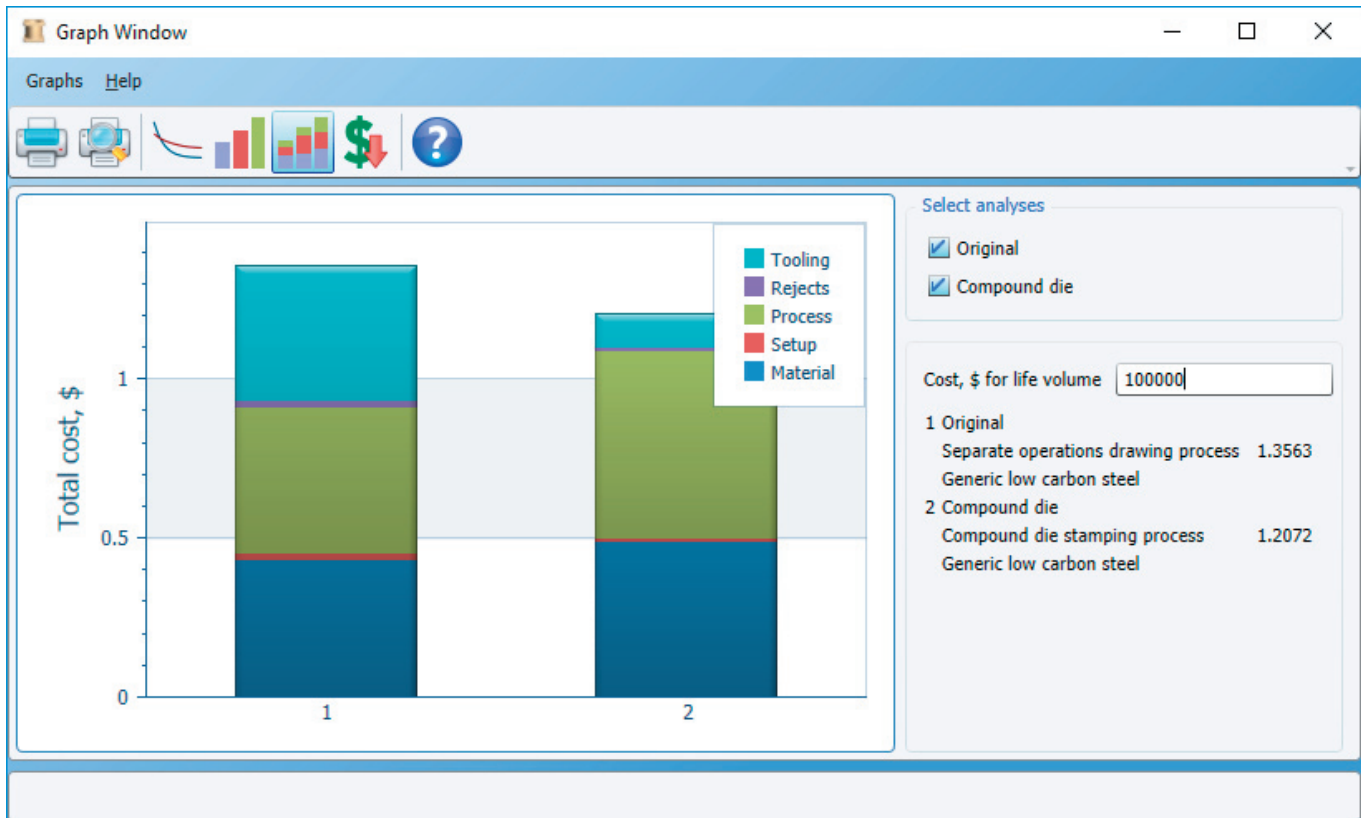 Graph Window
Graphs Help
?
Total cost, $
1
0.5
0
1
2
Tooling
Rejects
Process
Setup
Material
Select analyses
Original
Compound die
Cost, $ for life volume 100000
1 Original
Separate operations drawing process 1.3563
Generic low carbon steel
2 Compound die
Compound die stamping process 1.2072
Generic low carbon steel